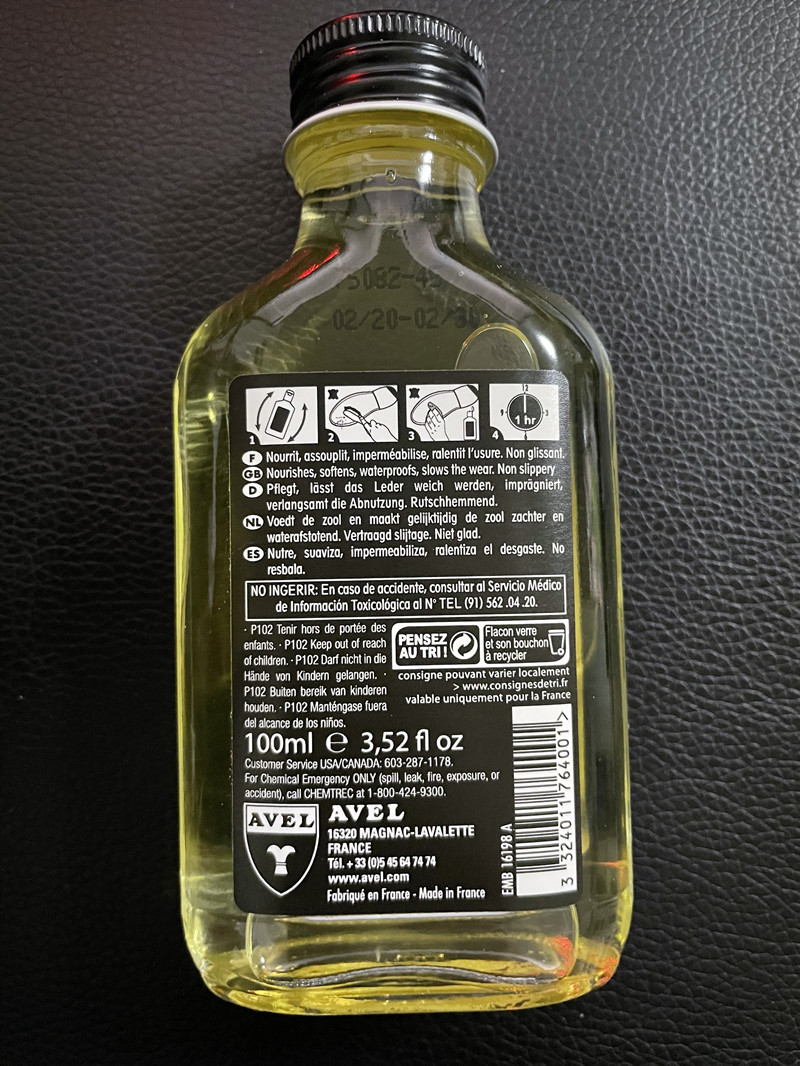 02/20-02/30
12
9 3
1 hr
6
1 2 3 4
F Nourrit, assouplit, imperméabilise, ralentit l'usure. Non glissant.
GB Nourishes, softens, waterproofs, slows the wear. Non slippery
D Pflegt, lässt das Leder weich werden, imprägniert,
verlangsamt die Abnutzung. Rutschhemmend.
NL Voedt de zool en maakt gelijktijdig de zool zachter en
waterafstotend. Vertraagd slijtage. Niet glad.
ES Nutre, suaviza, impermeabiliza, ralentiza el desgaste. No
resbala.
NO INGERIR: En caso de accidente, consultar al Servicio Médico
de Información Toxicológica al N° TEL (91) 562 .04 .20.
· P102 Tenir hors de portée des
enfants. · P102 Keep out of reach
of children. · P102 Darf nicht in die
Hände von Kindern gelangen. ·
P102 Buiten bereik van kinderen
houden. · P102 Manténgase fuera
del alcance de los niños.
PENSEZ
AU TRI !
Flacon verre
et son bouchon
à recycler
consigne pouvant varier localement
> www.consignesdetri.fr
valable uniquement pour la France
100ml ℮ 3,52 fl oz
Customer Service USA/CANADA: 603-287-1178.
For Chemical Emergency ONLY (spill, leak, fire, exposure, or
accident), call CHEMTREC at 1-800-424-9300.
AVEL
AVEL
16320 MAGNAC-LAVALETTE
FRANCE
Tél. + 33 (0)5 45 64 74 74
www.avel.com
Fabriqué en France - Made in France
EMB 16198 A
3 324011 764001 >